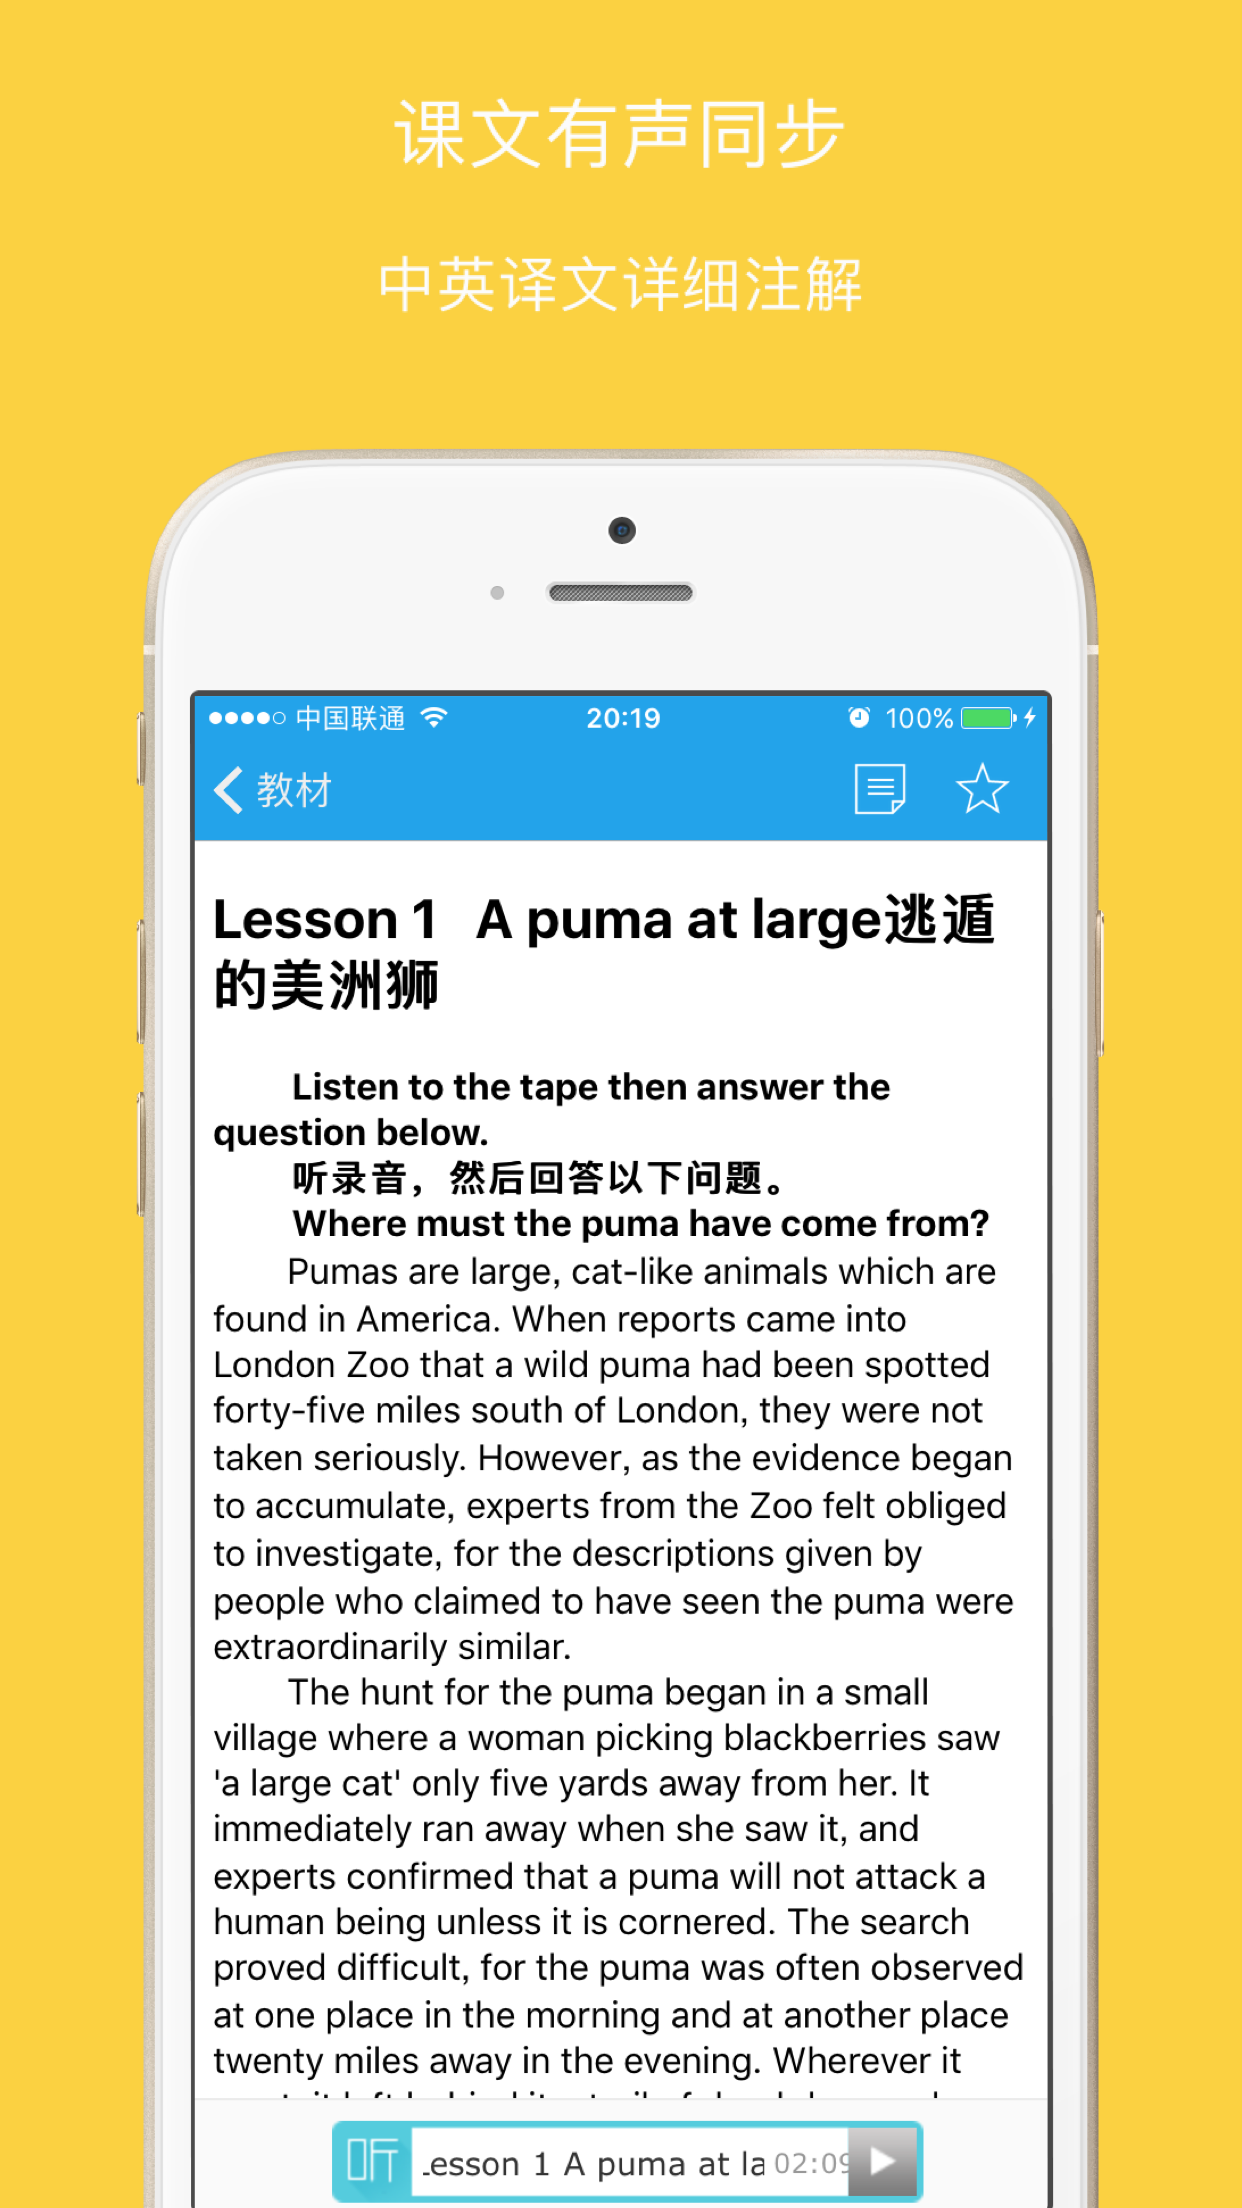 课文有声同步
中英译文详细注解
中国联通 20:19 100%
教材
Lesson 1 A puma at large逃遁
的美洲狮
Listen to the tape then answer the
question below.
听录音，然后回答以下问题。
Where must the puma have come from?
Pumas are large, cat-like animals which are
found in America. When reports came into
London Zoo that a wild puma had been spotted
forty-five miles south of London, they were not
taken seriously. However, as the evidence began
to accumulate, experts from the Zoo felt obliged
to investigate, for the descriptions given by
people who claimed to have seen the puma were
extraordinarily similar.
The hunt for the puma began in a small
village where a woman picking blackberries saw
'a large cat' only five yards away from her. It
immediately ran away when she saw it, and
experts confirmed that a puma will not attack a
human being unless it is cornered. The search
proved difficult, for the puma was often observed
at one place in the morning and at another place
twenty miles away in the evening. Wherever it
听 Lesson 1 A puma at la 02:09